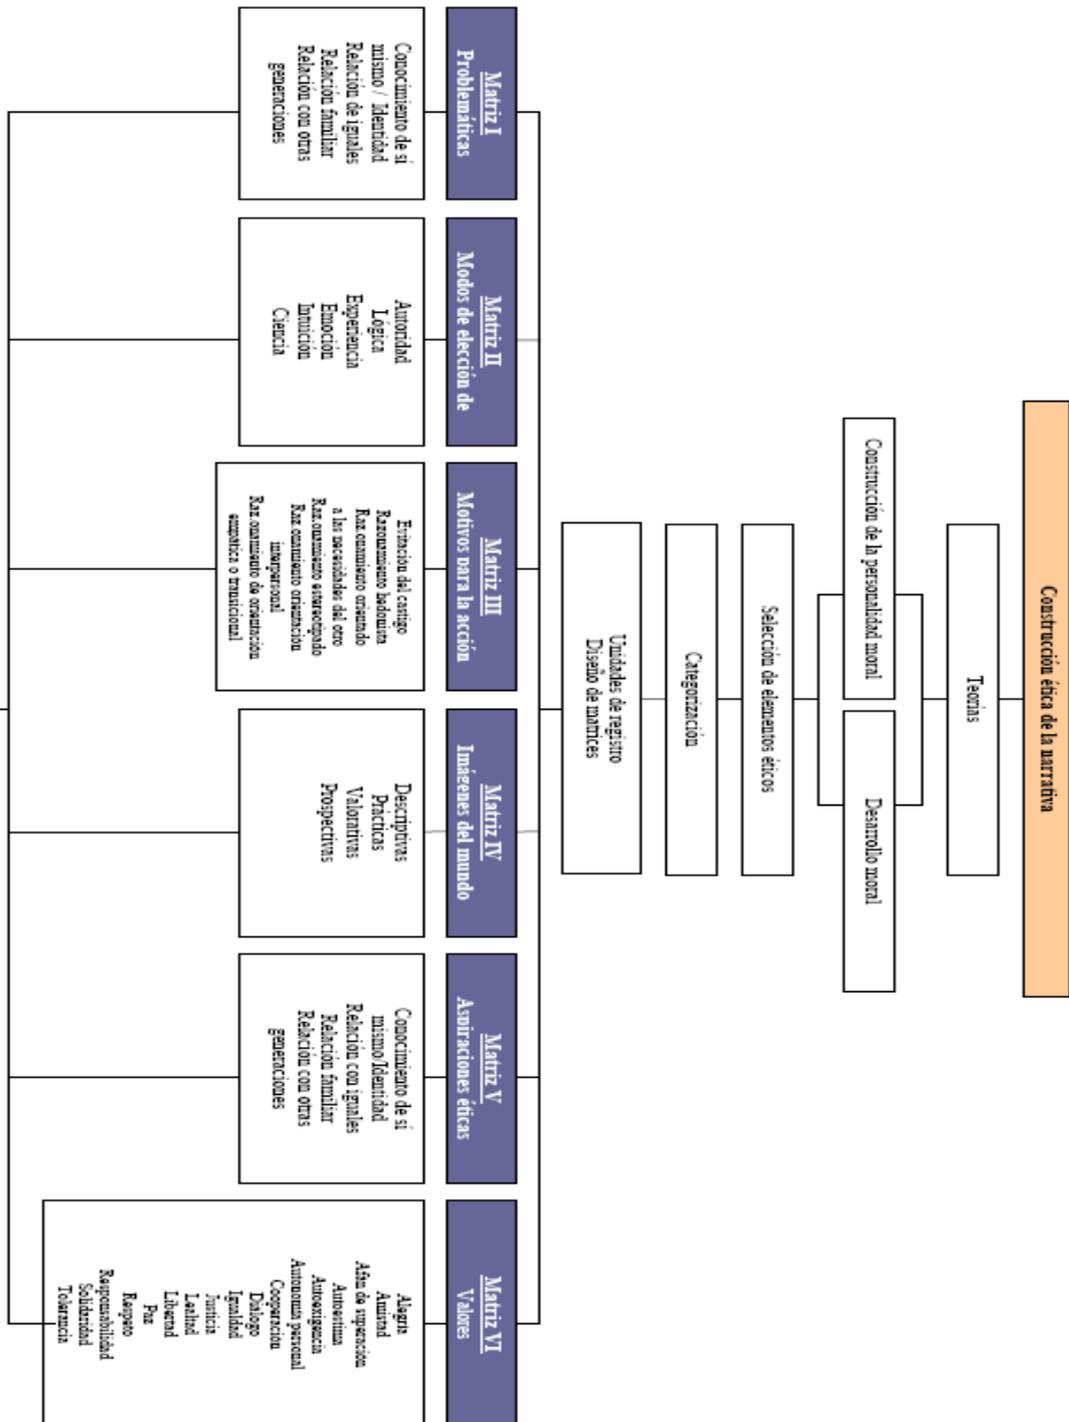 Construcción ética de la narrativa
Teorías
Construcción de la personalidad moral
Desarrollo moral
Selección de elementos éticos
Categorización
Unidades de registro
Diseño de matrices
Matriz I
Problemáticas
Conocimiento de sí
mismo / Identidad
Relación de iguales
Relación familiar
Relación con otras
generaciones
Matriz II
Modos de elección de
Autoridad
Lógica
Experiencia
Emoción
Intuición
Ciencia
Matriz III
Motivos para la acción
Evitación del castigo
Razonamiento hedonista
Razonamiento orientado
a las necesidades del otro
Razonamiento estereotipado
Razonamiento orientación
interpersonal
Razonamiento de orientación
empática o transicional
Matriz IV
Imágenes del mundo
Descriptivas
Prácticas
Valorativas
Prospectivas
Matriz V
Aspiraciones éticas
Conocimiento de sí
mismo/Identidad
Relación con iguales
Relación familiar
Relación con otras
generaciones
Matriz VI
Valores
Alegría
Amistad
Afán de superación
Autoestima
Autoexigencia
Autonomía personal
Cooperación
Diálogo
Igualdad
Justicia
Lealtad
Libertad
Paz
Respeto
Responsabilidad
Solidaridad
Tolerancia